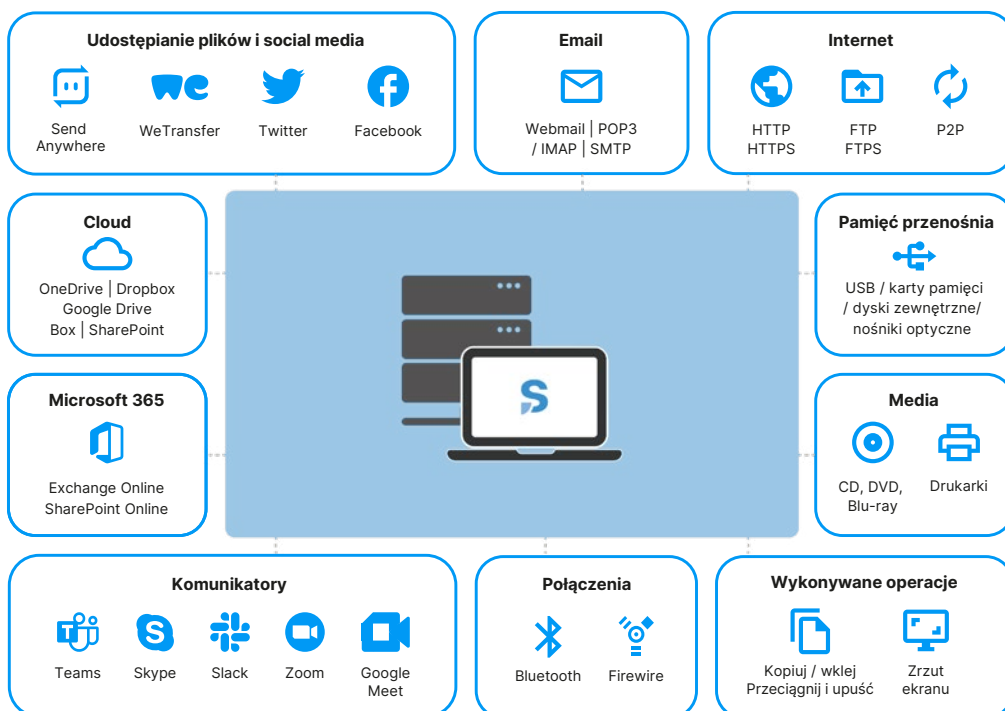 Udostępianie plików i social media
Send
Anywhere
WeTransfer
Twitter
Facebook
Email
Webmail | POP3
/ IMAP | SMTP
Internet
HTTP
HTTPS
FTP
FTPS
P2P
Cloud
OneDrive | Dropbox
Google Drive
Box | SharePoint
Pamięć przenośnia
USB / karty pamięci
/ dyski zewnętrzne/
nośniki optyczne
Microsoft 365
Exchange Online
SharePoint Online
S
Media
CD, DVD,
Blu-ray
Drukarki
Komunikatory
Teams
Skype
Slack
Zoom
Google
Meet
Połączenia
Bluetooth
Firewire
Wykonywane operacje
Kopiuj / wklej
Przeciągnij i upuść
Zrzut
ekranu